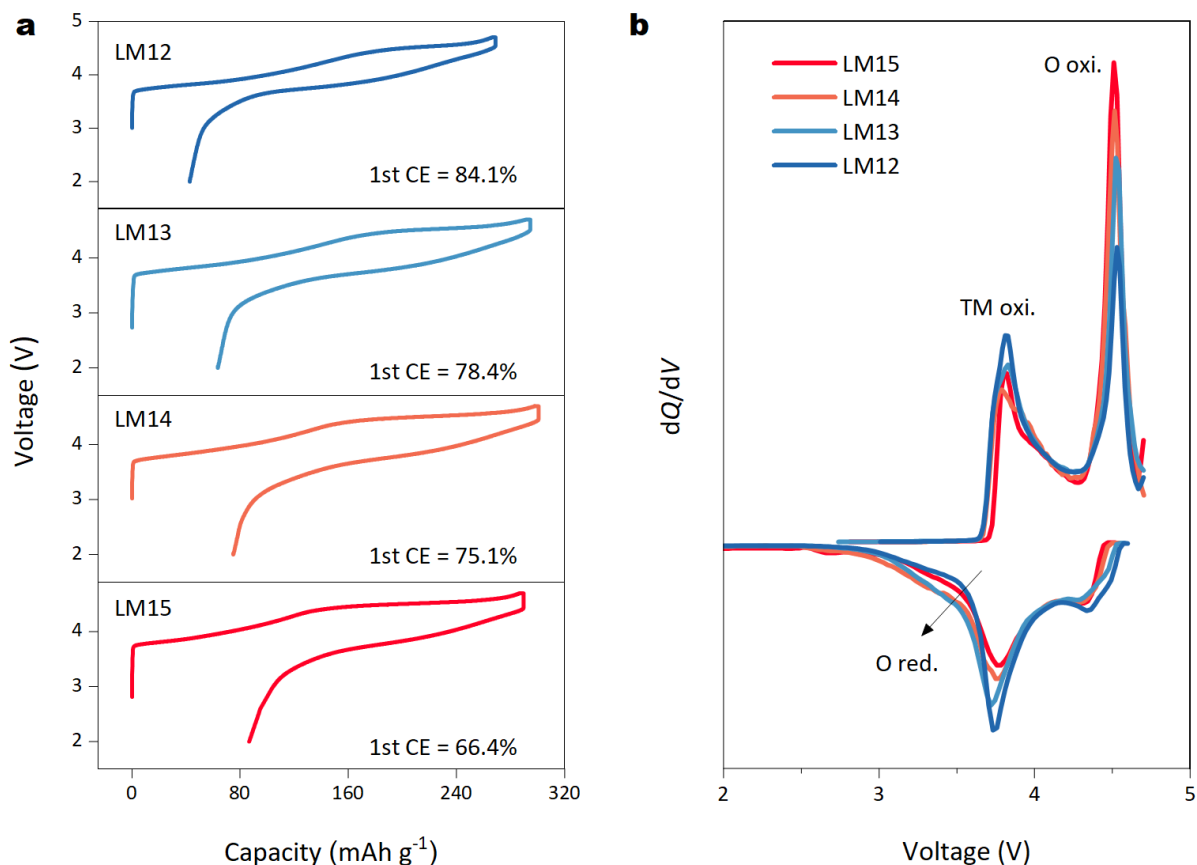 a
LM12
1st CE = 84.1%
LM13
1st CE = 78.4%
LM14
1st CE = 75.1%
LM15
1st CE = 66.4%
5
4
3
2
4
3
2
4
3
2
4
3
2
Voltage (V)
0 80 160 240 320
Capacity (mAh g⁻¹)
b
LM15
LM14
LM13
LM12
O oxi.
TM oxi.
O red.
dQ/dV
2 3 4 5
Voltage (V)